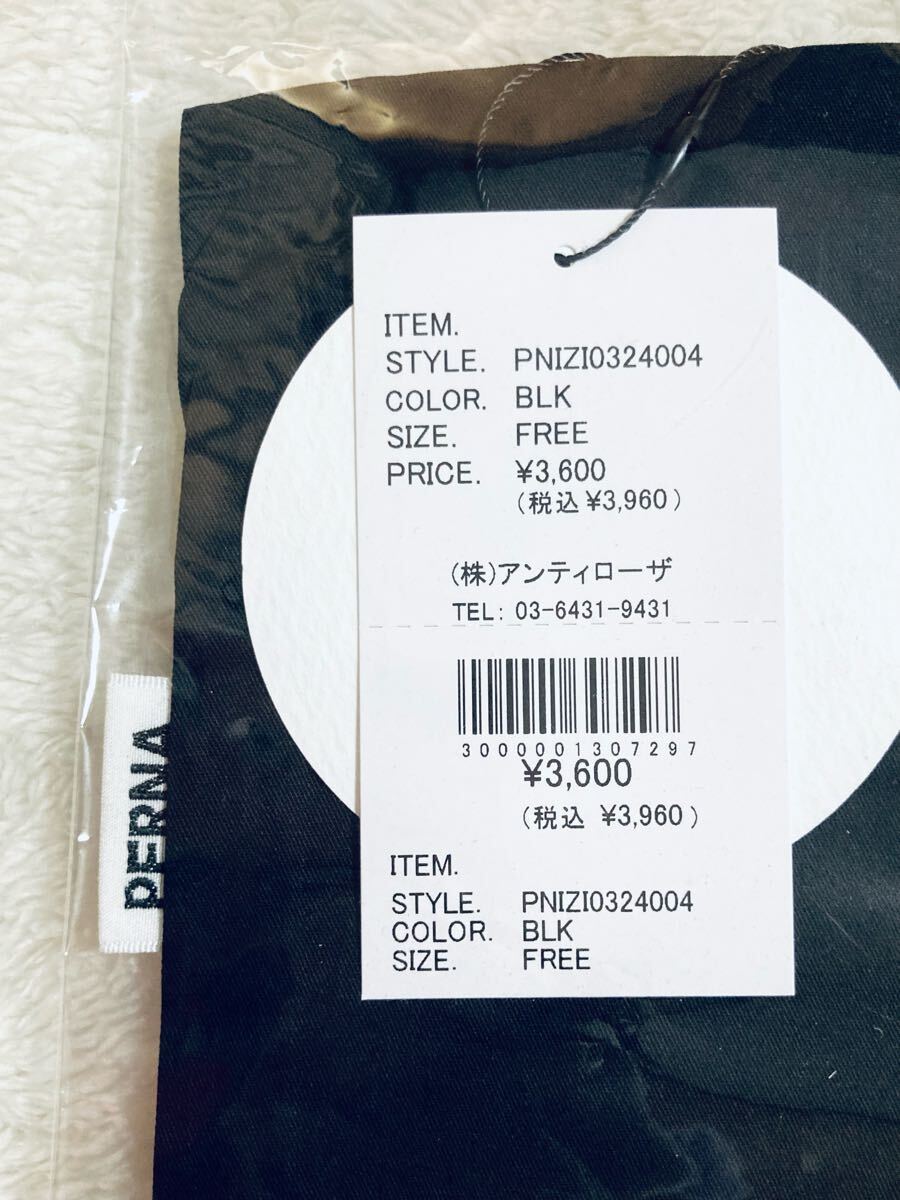 ITEM.
STYLE. PNIZI0324004
COLOR. BLK
SIZE. FREE
PRICE. ¥3,600
(税込 ¥3,960)
(株)アンティローザ
TEL: 03-6431-9431
3000001307297
¥3,600
(税込 ¥3,960)
ITEM.
STYLE. PNIZI0324004
COLOR. BLK
SIZE. FREE
PERNA